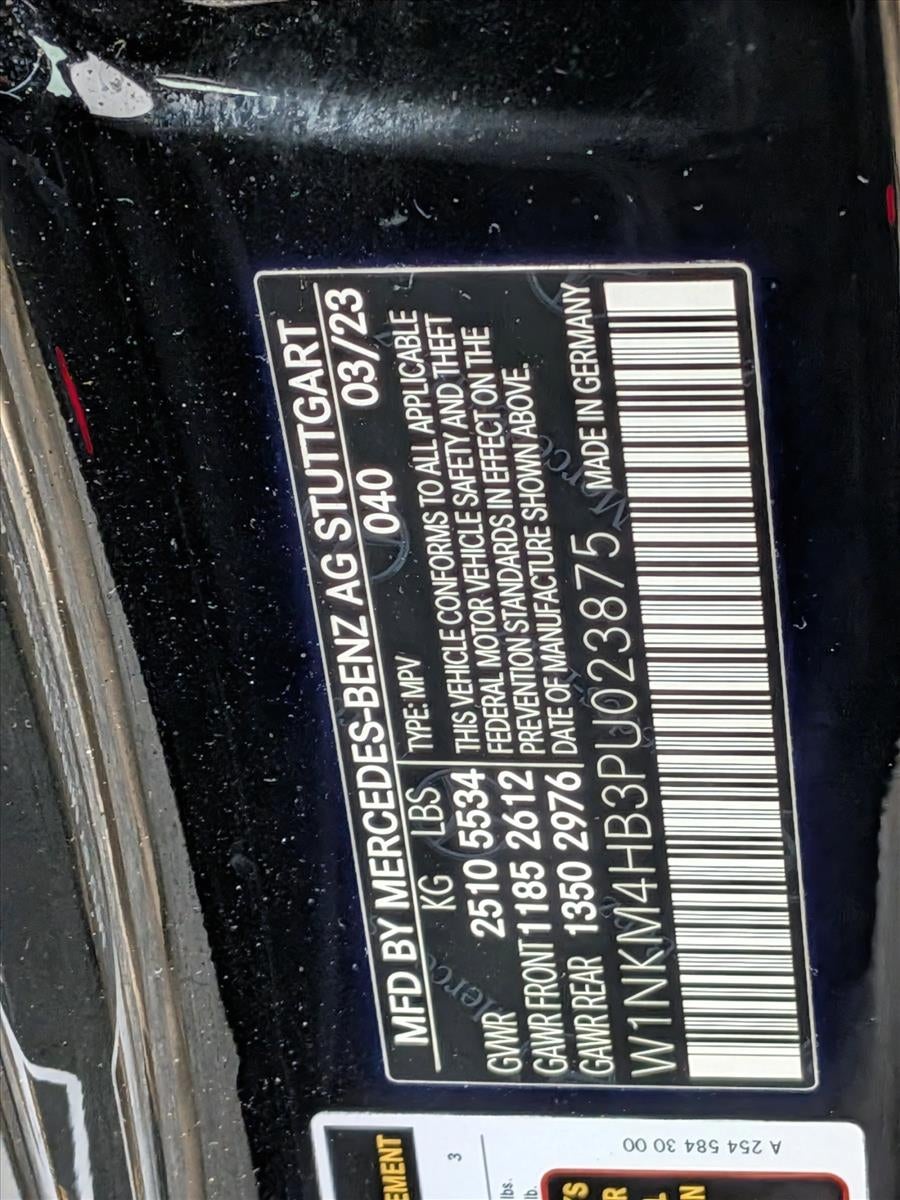 MFD BY MERCEDES-BENZ AG STUTTGART
040 03/23
KG LBS
GWR 2510 5534
GAWR FRONT 1185 2612
GAWR REAR 1350 2976
TYPE: MPV
THIS VEHICLE CONFORMS TO ALL APPLICABLE
FEDERAL MOTOR VEHICLE SAFETY AND THEFT
PREVENTION STANDARDS IN EFFECT ON THE
DATE OF MANUFACTURE SHOWN ABOVE.
MADE IN GERMANY
W1NKM4HB3PU023875
A 254 584 30 00
3
lbs.
lb.